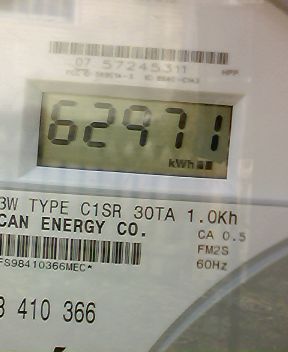 07 57245311
62971
kWh
3W TYPE C1SR 30TA 1.0Kh
CAN ENERGY CO.
CA 0.5
FM2S
60Hz
FS98410366MEC*
3 410 366